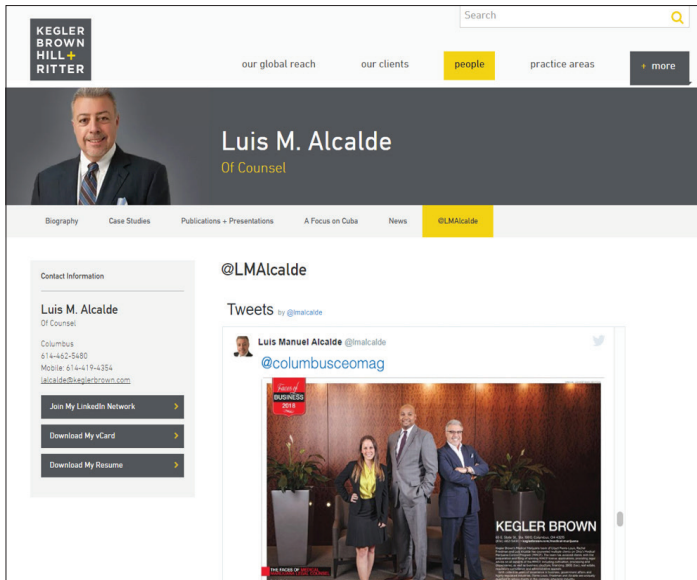 Search
KEGLER
BROWN
HILL+
RITTER
our global reach
our clients
people
practice areas
+ more
Luis M. Alcalde
Of Counsel
Biography
Case Studies
Publications + Presentations
A Focus on Cuba
News
@LMAlcalde
Contact Information
Luis M. Alcalde
Of Counsel
Columbus
614-462-5480
Mobile: 614-419-4354
lalcalde@keglerbrown.com
Join My LinkedIn Network
Download My vCard
Download My Resume
@LMAlcalde
Tweets by @lmalcalde
Luis Manuel Alcalde @lmalcalde
@columbusceomag
Faces of
BUSINESS
2018
KEGLER BROWN
THE FACES OF MEDICAL